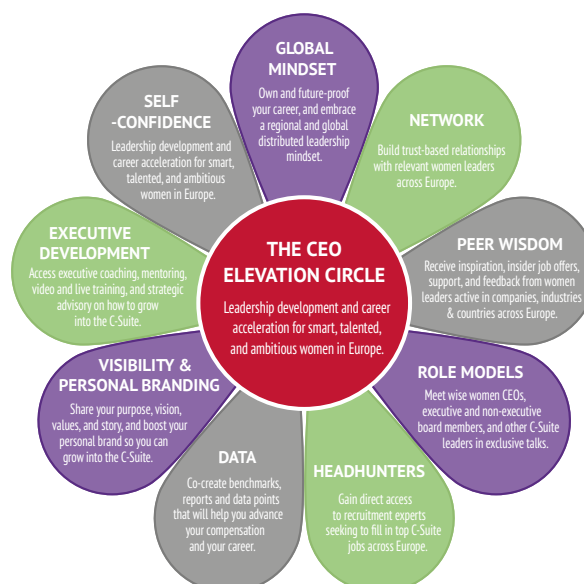 GLOBAL
MINDSET
Own and future-proof
your career, and embrace
a regional and global
distributed leadership
mindset.
NETWORK
Build trust-based relationships
with relevant women leaders
across Europe.
PEER WISDOM
Receive inspiration, insider job offers,
support, and feedback from women
leaders active in companies, industries
& countries across Europe.
ROLE MODELS
Meet wise women CEOs,
executive and non-executive
board members, and other C-Suite
leaders in exclusive talks.
HEADHUNTERS
Gain direct access
to recruitment experts
seeking to fill in top C-Suite
jobs across Europe.
DATA
Co-create benchmarks,
reports and data points
that will help you advance
your compensation
and your career.
VISIBILITY &
PERSONAL BRANDING
Share your purpose, vision,
values, and story, and boost your
personal brand so you can
grow into the C-Suite.
EXECUTIVE
DEVELOPMENT
Access executive coaching, mentoring,
video and live training, and strategic
advisory on how to grow
into the C-Suite.
SELF
-CONFIDENCE
Leadership development and
career acceleration for smart,
talented, and ambitious
women in Europe.
THE CEO
ELEVATION CIRCLE
Leadership development and career
acceleration for smart, talented,
and ambitious women in Europe.